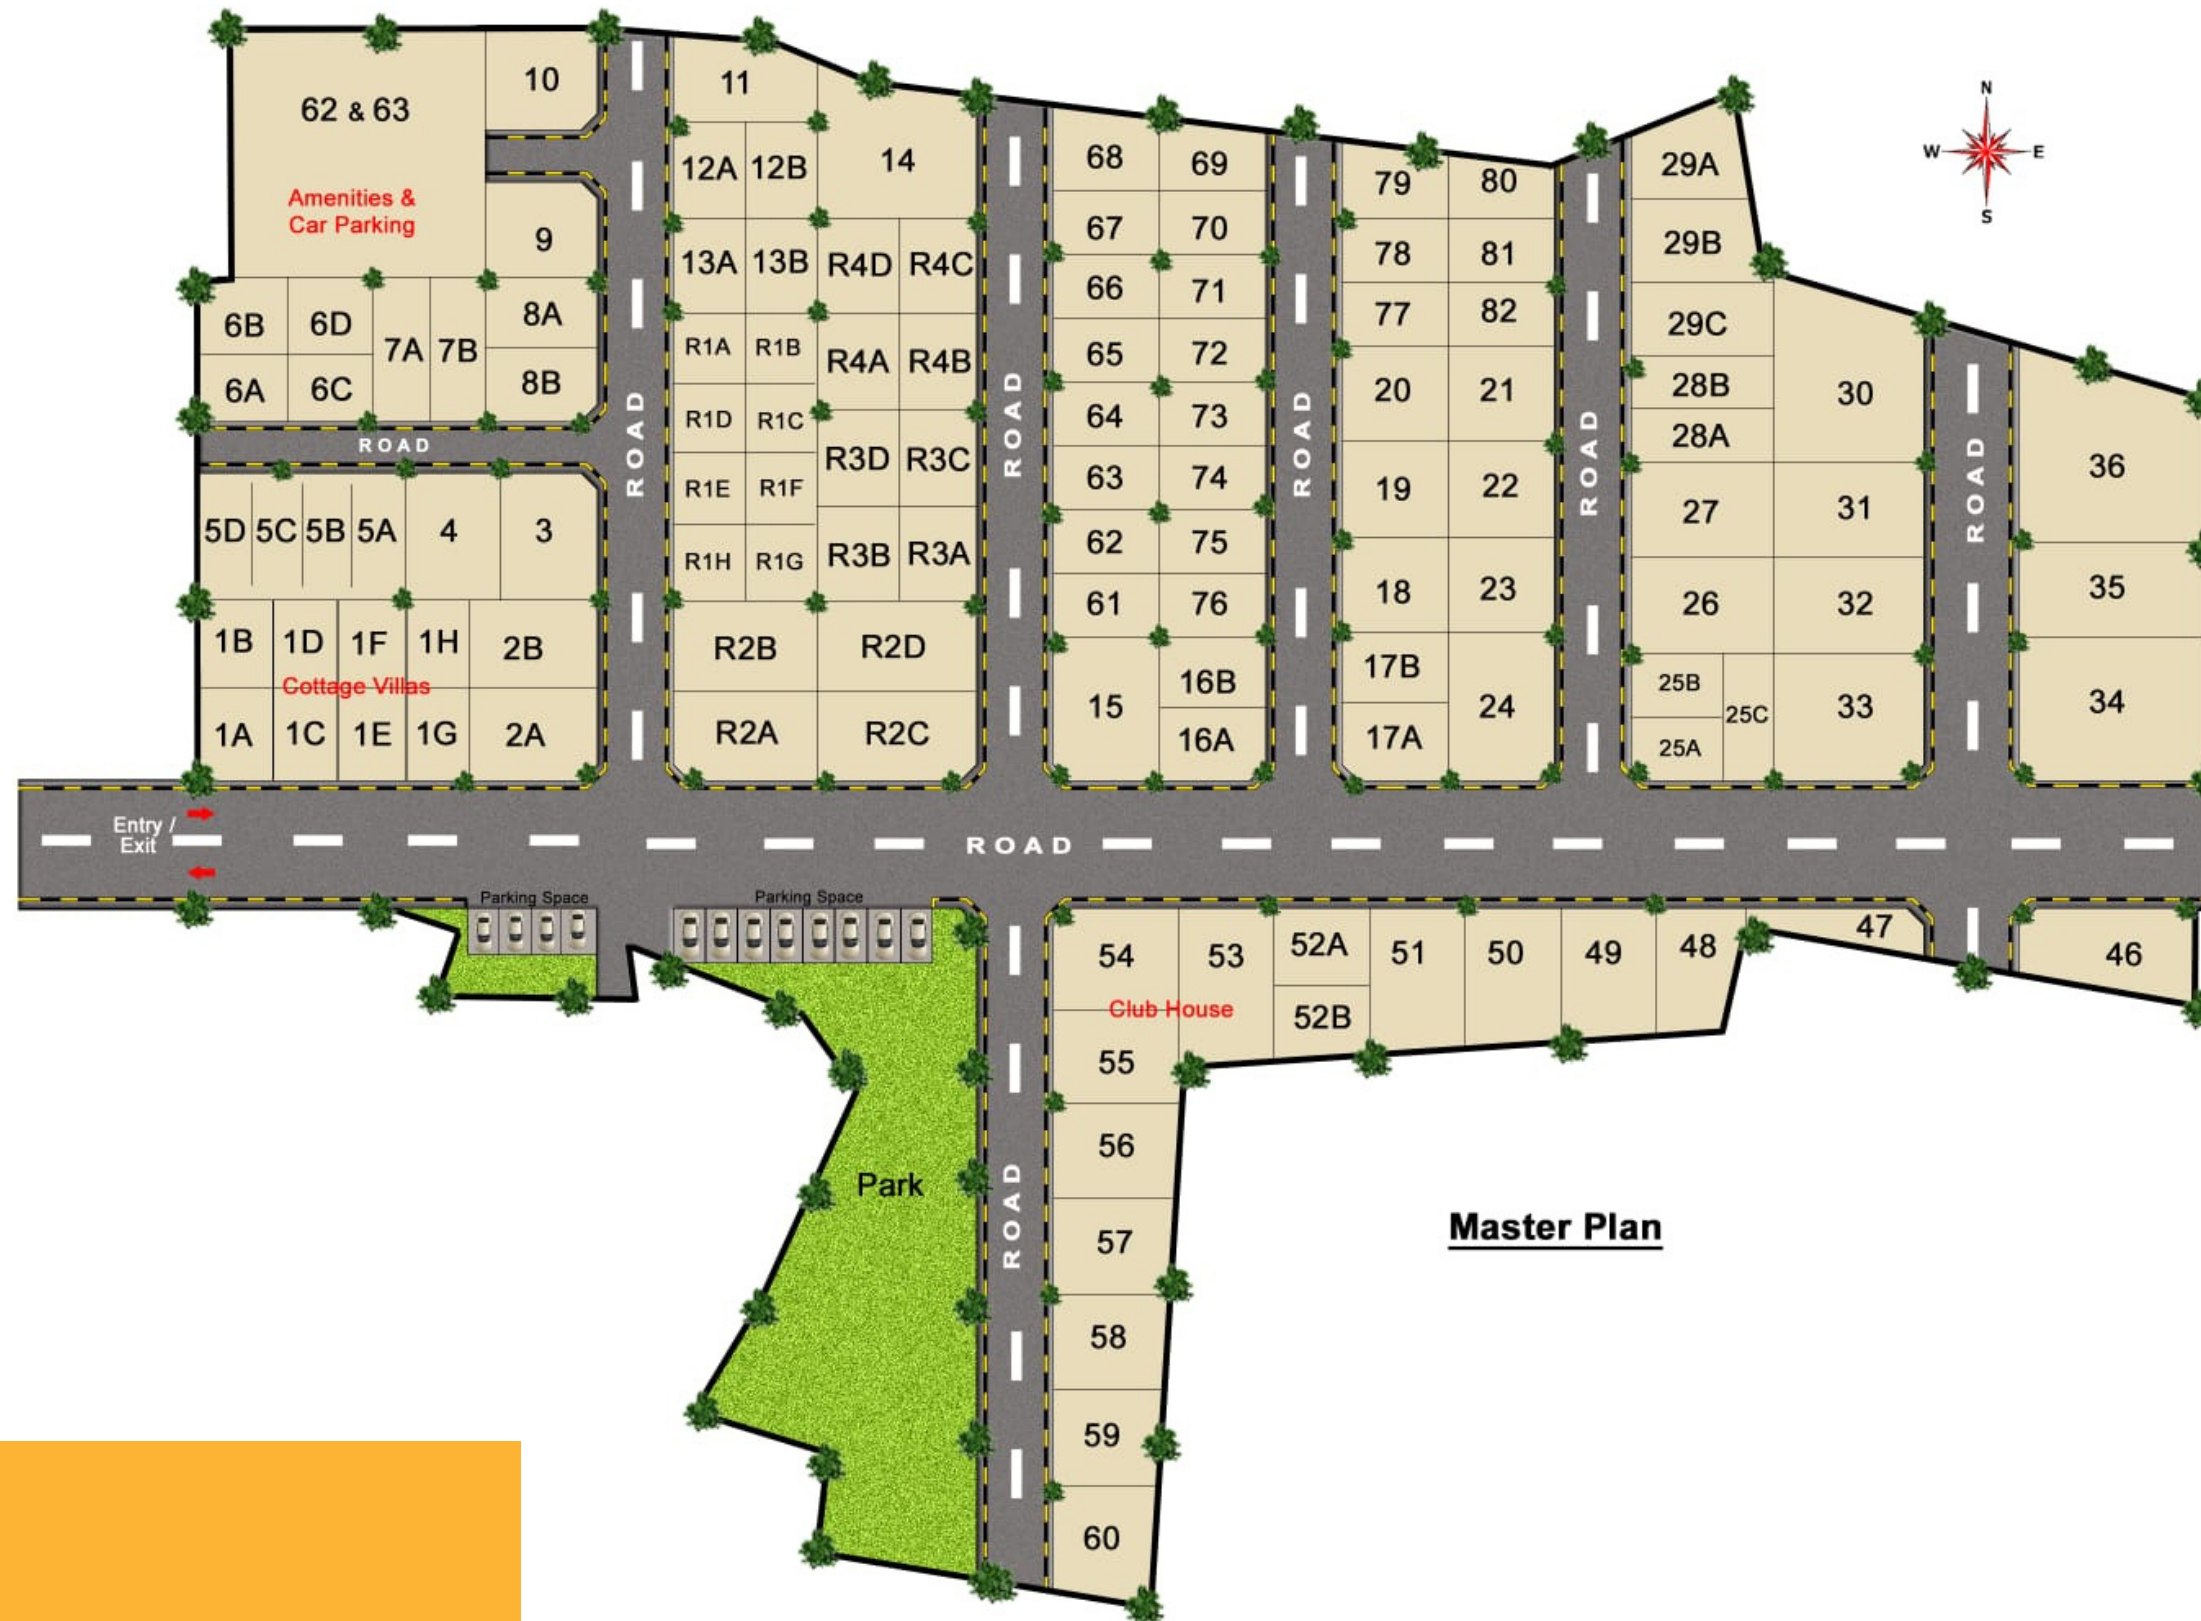 62 & 63
Amenities &
Car Parking
10
9
6B
6D
7A
7B
8A
6A
6C
8B
ROAD
5D
5C
5B
5A
4
3
1B
1D
1F
1H
2B
Cottage Villas
1A
1C
1E
1G
2A
ROAD
11
12A
12B
14
13A
13B
R4D
R4C
R1A
R1B
R4A
R4B
R1D
R1C
R3D
R3C
R1E
R1F
R1H
R1G
R3B
R3A
R2B
R2D
R2A
R2C
ROAD
68
69
67
70
66
71
65
72
64
73
63
74
62
75
61
76
15
16B
16A
ROAD
79
80
78
81
77
82
20
21
19
22
18
23
17B
24
17A
ROAD
29A
29B
29C
28B
30
28A
27
31
26
32
25B
25C
33
25A
ROAD
N
W
E
S
36
35
34
Entry /
Exit
ROAD
Parking Space
Parking Space
54
53
52A
51
50
49
48
47
46
Club House
52B
55
56
57
58
59
60
ROAD
Park
Master Plan